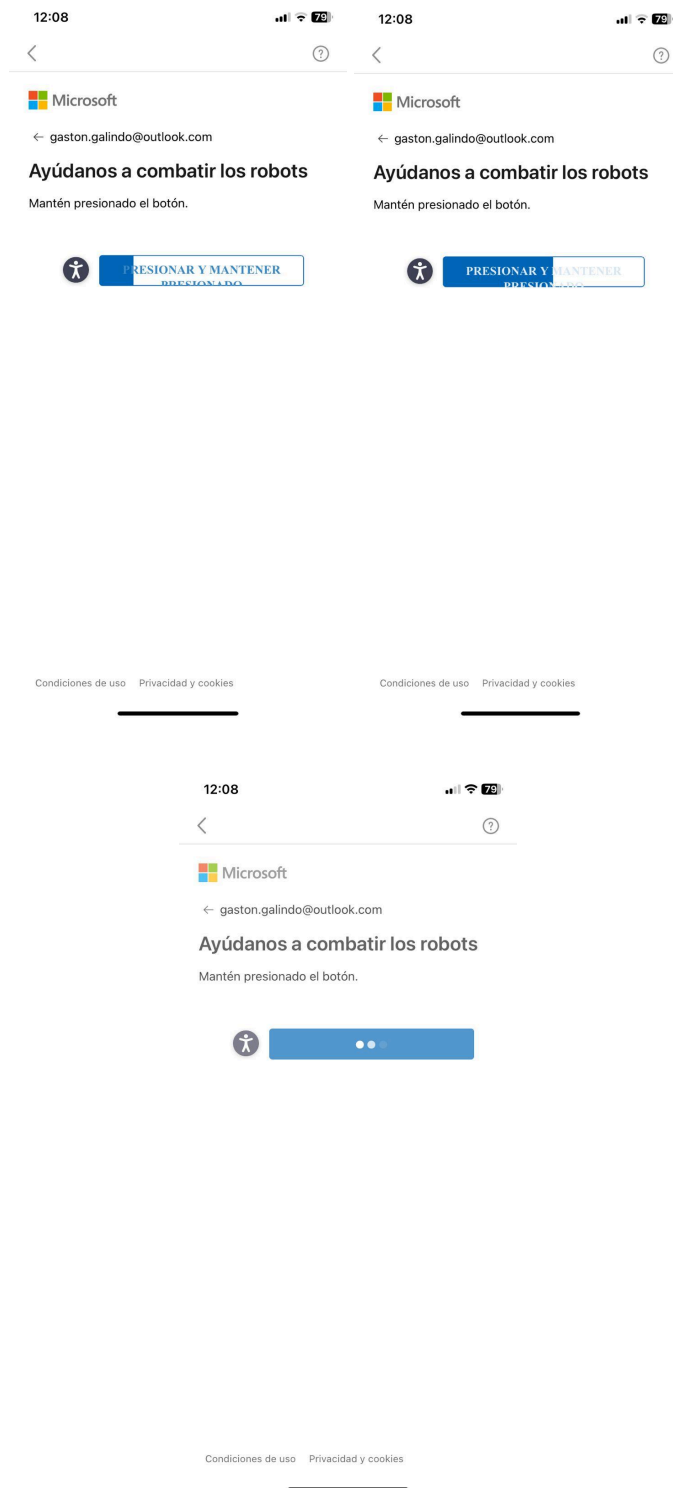 12:08
79
Microsoft
← gaston.galindo@outlook.com
Ayúdanos a combatir los robots
Mantén presionado el botón.
PRESIONAR Y MANTENER
PRESIONADO
Condiciones de uso Privacidad y cookies
12:08
79
Microsoft
← gaston.galindo@outlook.com
Ayúdanos a combatir los robots
Mantén presionado el botón.
PRESIONAR Y MANTENER
PRESIONADO
Condiciones de uso Privacidad y cookies
12:08
79
Microsoft
← gaston.galindo@outlook.com
Ayúdanos a combatir los robots
Mantén presionado el botón.
Condiciones de uso Privacidad y cookies